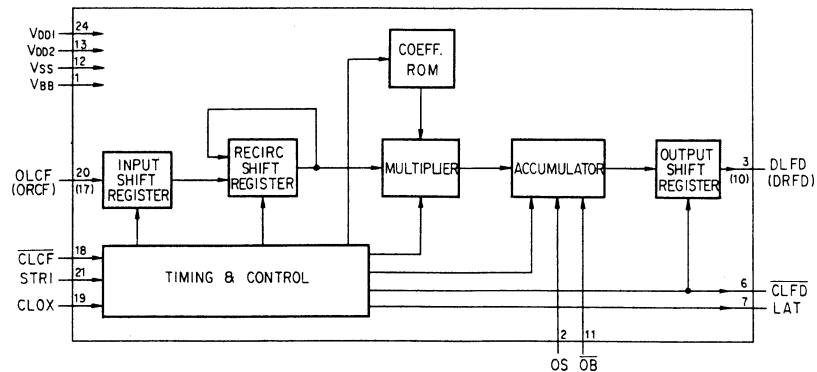 VDD1 24
VDD2 13
VSS 12
VBB 1
COEFF.
ROM
OLCF 20
(ORCF) (17)
INPUT
SHIFT
REGISTER
RECIRC
SHIFT
REGISTER
MULTIPLIER
ACCUMULATOR
OUTPUT
SHIFT
REGISTER
3 DLFD
(10) (DRFD)
CLCF 18
STRI 21
CLOX 19
TIMING & CONTROL
6 CLFD
7 LAT
2 11
OS OB